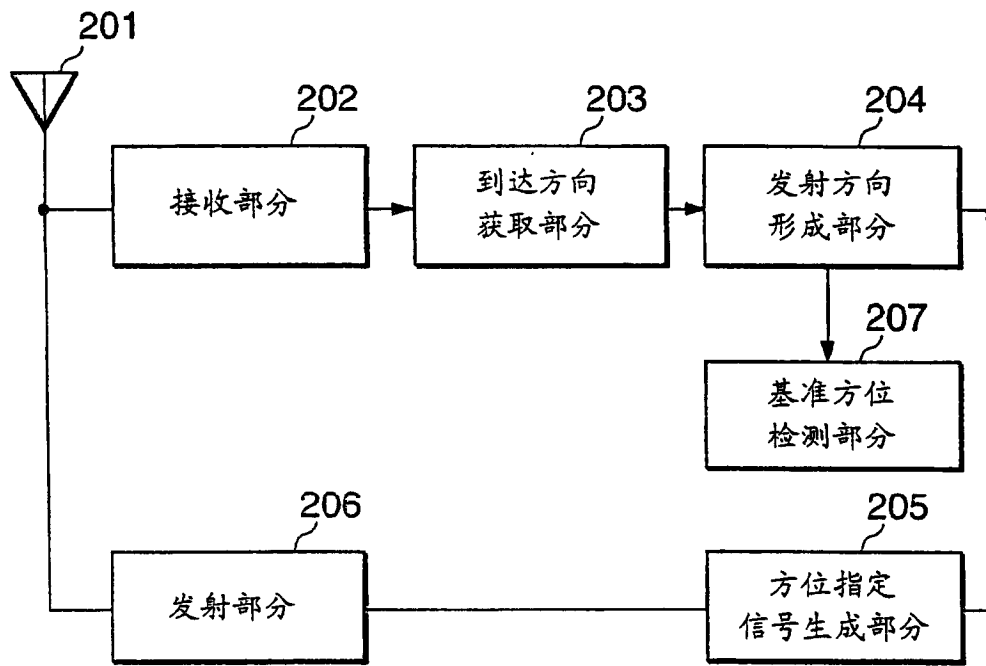 201
202
接收部分
203
到达方向
获取部分
204
发射方向
形成部分
207
基准方位
检测部分
206
发射部分
205
方位指定
信号生成部分